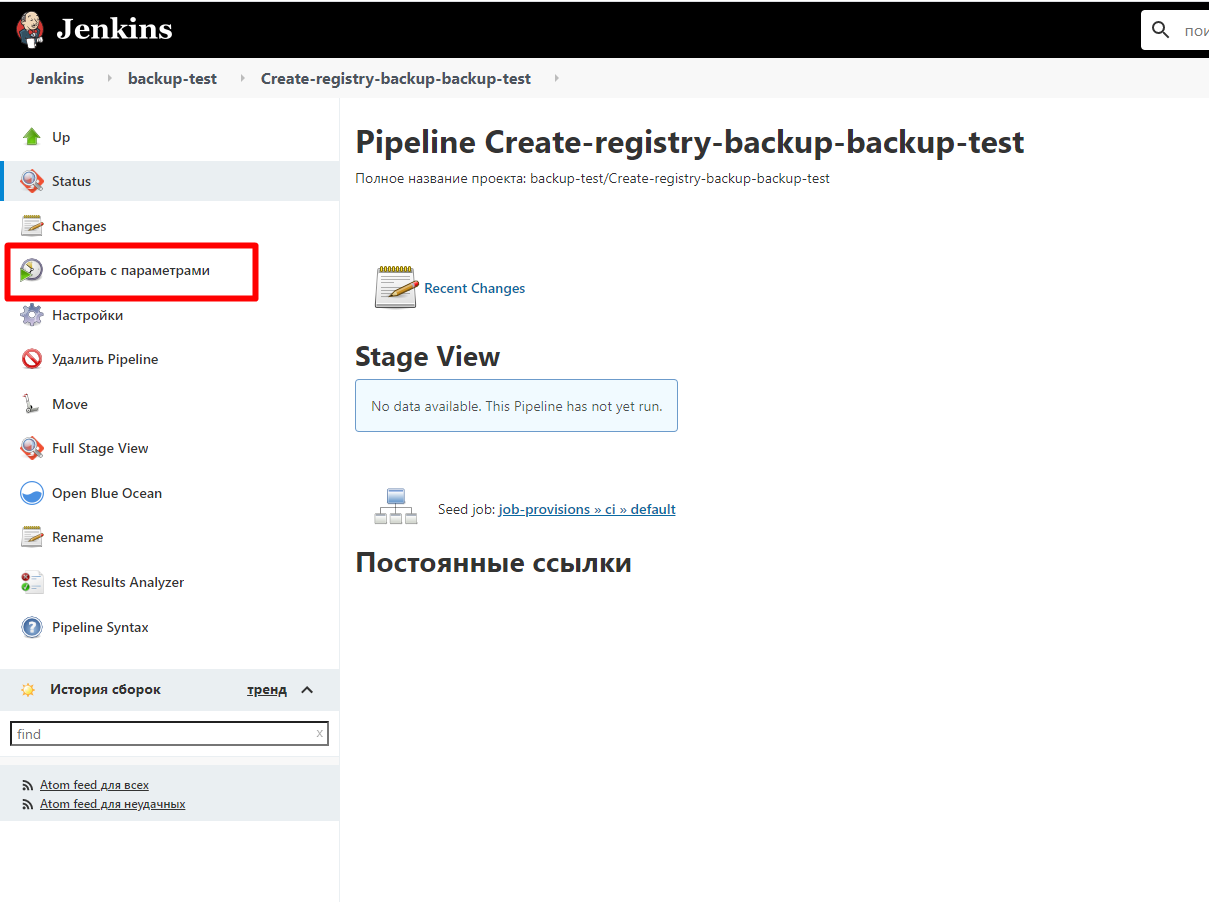 Jenkins
Jenkins backup-test Create-registry-backup-backup-test
Up
Status
Changes
Собрать с параметрами
Настройки
Удалить Pipeline
Move
Full Stage View
Open Blue Ocean
Rename
Test Results Analyzer
Pipeline Syntax
История сборок тренд
find x
Atom feed для всех
Atom feed для неудачных
Pipeline Create-registry-backup-backup-test
Полное название проекта: backup-test/Create-registry-backup-backup-test
Recent Changes
Stage View
No data available. This Pipeline has not yet run.
Seed job: job-provisions » ci » default
Постоянные ссылки